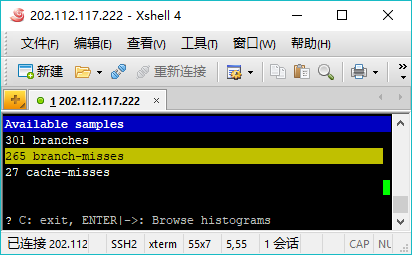 202.112.117.222 - Xshell 4
文件(F) 编辑(E) 查看(V) 工具(T) 窗口(W) 帮助(H)
新建 重新连接
1 202.112.117.222
Available samples
301 branches
265 branch-misses
27 cache-misses
? C: exit, ENTER|->: Browse histograms
已连接 202.112 SSH2 xterm 55x7 5,55 1 会话 CAP NU